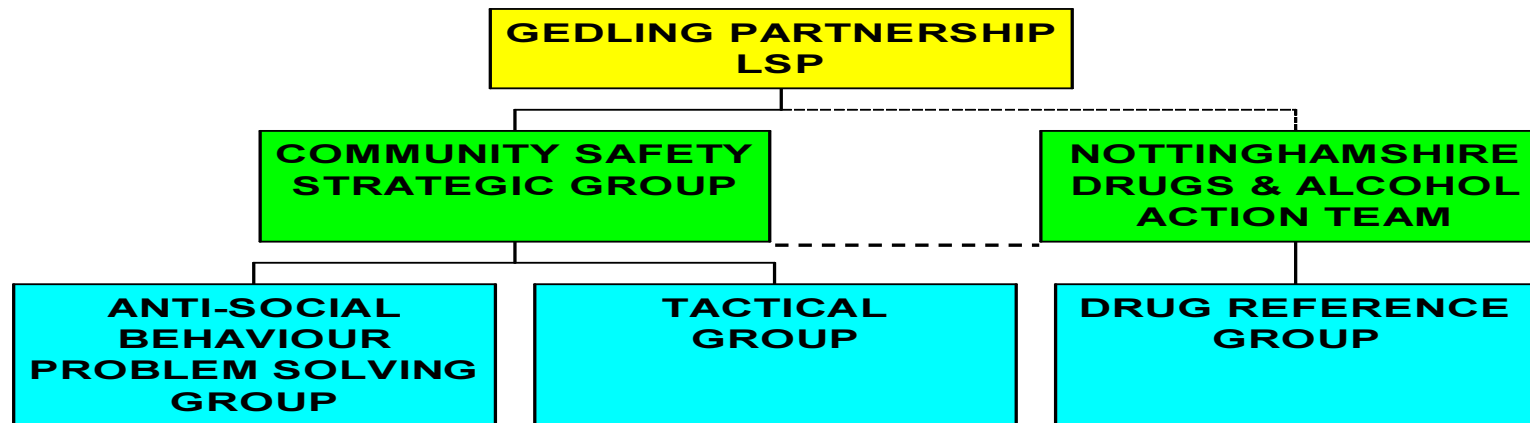 GEDLING PARTNERSHIP
LSP
COMMUNITY SAFETY
STRATEGIC GROUP
NOTTINGHAMSHIRE
DRUGS & ALCOHOL
ACTION TEAM
ANTI-SOCIAL
BEHAVIOUR
PROBLEM SOLVING
GROUP
TACTICAL
GROUP
DRUG REFERENCE
GROUP